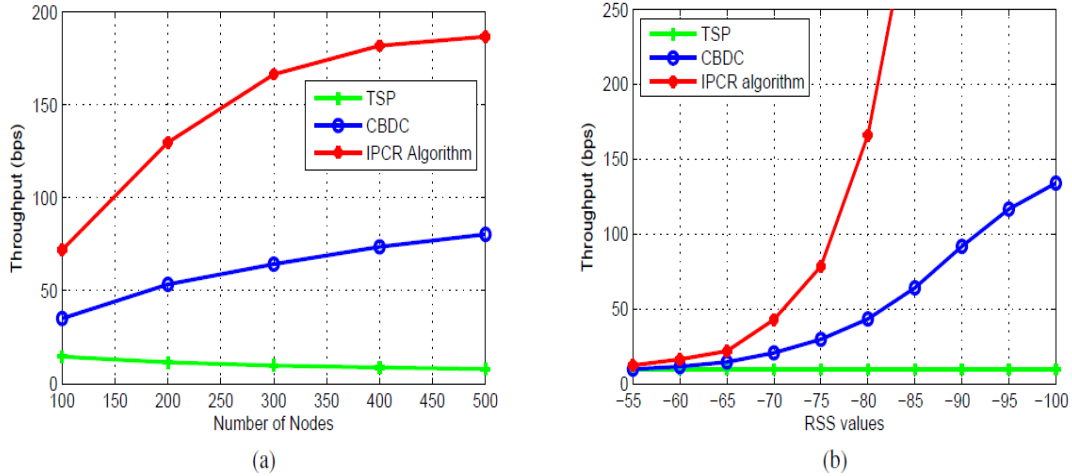 200
150
100
50
0
Throughput (bps)
TSP
CBDC
IPCR Algorithm
100 150 200 250 300 350 400 450 500
Number of Nodes
(a)
250
200
150
100
50
0
Throughput (bps)
TSP
CBDC
IPCR algorithm
−55 −60 −65 −70 −75 −80 −85 −90 −95 −100
RSS values
(b)